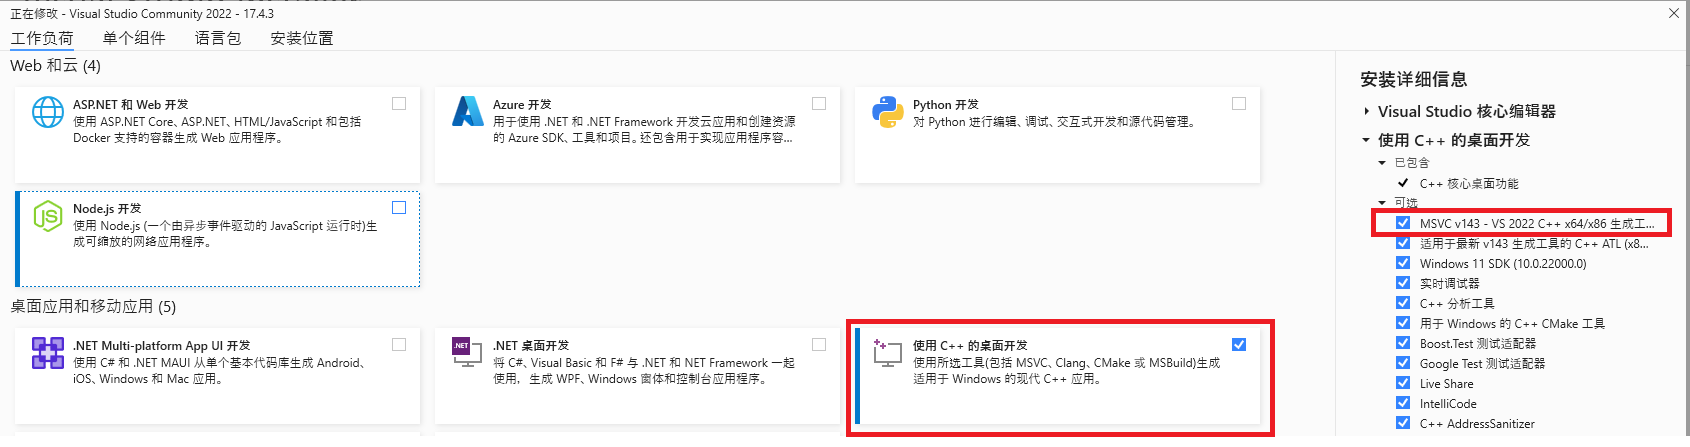 正在修改 - Visual Studio Community 2022 - 17.4.3
工作负荷 单个组件 语言包 安装位置
Web 和云 (4)
ASP.NET 和 Web 开发
使用 ASP.NET Core、ASP.NET、HTML/JavaScript 和包括
Docker 支持的容器生成 Web 应用程序。
Azure 开发
用于使用 .NET 和 .NET Framework 开发云应用和创建资源
的 Azure SDK、工具和项目。还包含用于实现应用程序容...
Python 开发
对 Python 进行编辑、调试、交互式开发和源代码管理。
Node.js 开发
使用 Node.js (一个由异步事件驱动的 JavaScript 运行时)生
成可缩放的网络应用程序。
桌面应用和移动应用 (5)
.NET Multi-platform App UI 开发
使用 C# 和 .NET MAUI 从单个基本代码库生成 Android、
iOS、Windows 和 Mac 应用。
.NET
.NET 桌面开发
将 C#、Visual Basic 和 F# 与 .NET 和 .NET Framework 一起
使用，生成 WPF、Windows 窗体和控制台应用程序。
使用 C++ 的桌面开发
使用所选工具(包括 MSVC、Clang、CMake 或 MSBuild)生成
适用于 Windows 的现代 C++ 应用。
安装详细信息
Visual Studio 核心编辑器
使用 C++ 的桌面开发
已包含
C++ 核心桌面功能
可选
MSVC v143 - VS 2022 C++ x64/x86 生成工...
适用于最新 v143 生成工具的 C++ ATL (x8...
Windows 11 SDK (10.0.22000.0)
实时调试器
C++ 分析工具
用于 Windows 的 C++ CMake 工具
Boost.Test 测试适配器
Google Test 测试适配器
Live Share
IntelliCode
C++ AddressSanitizer